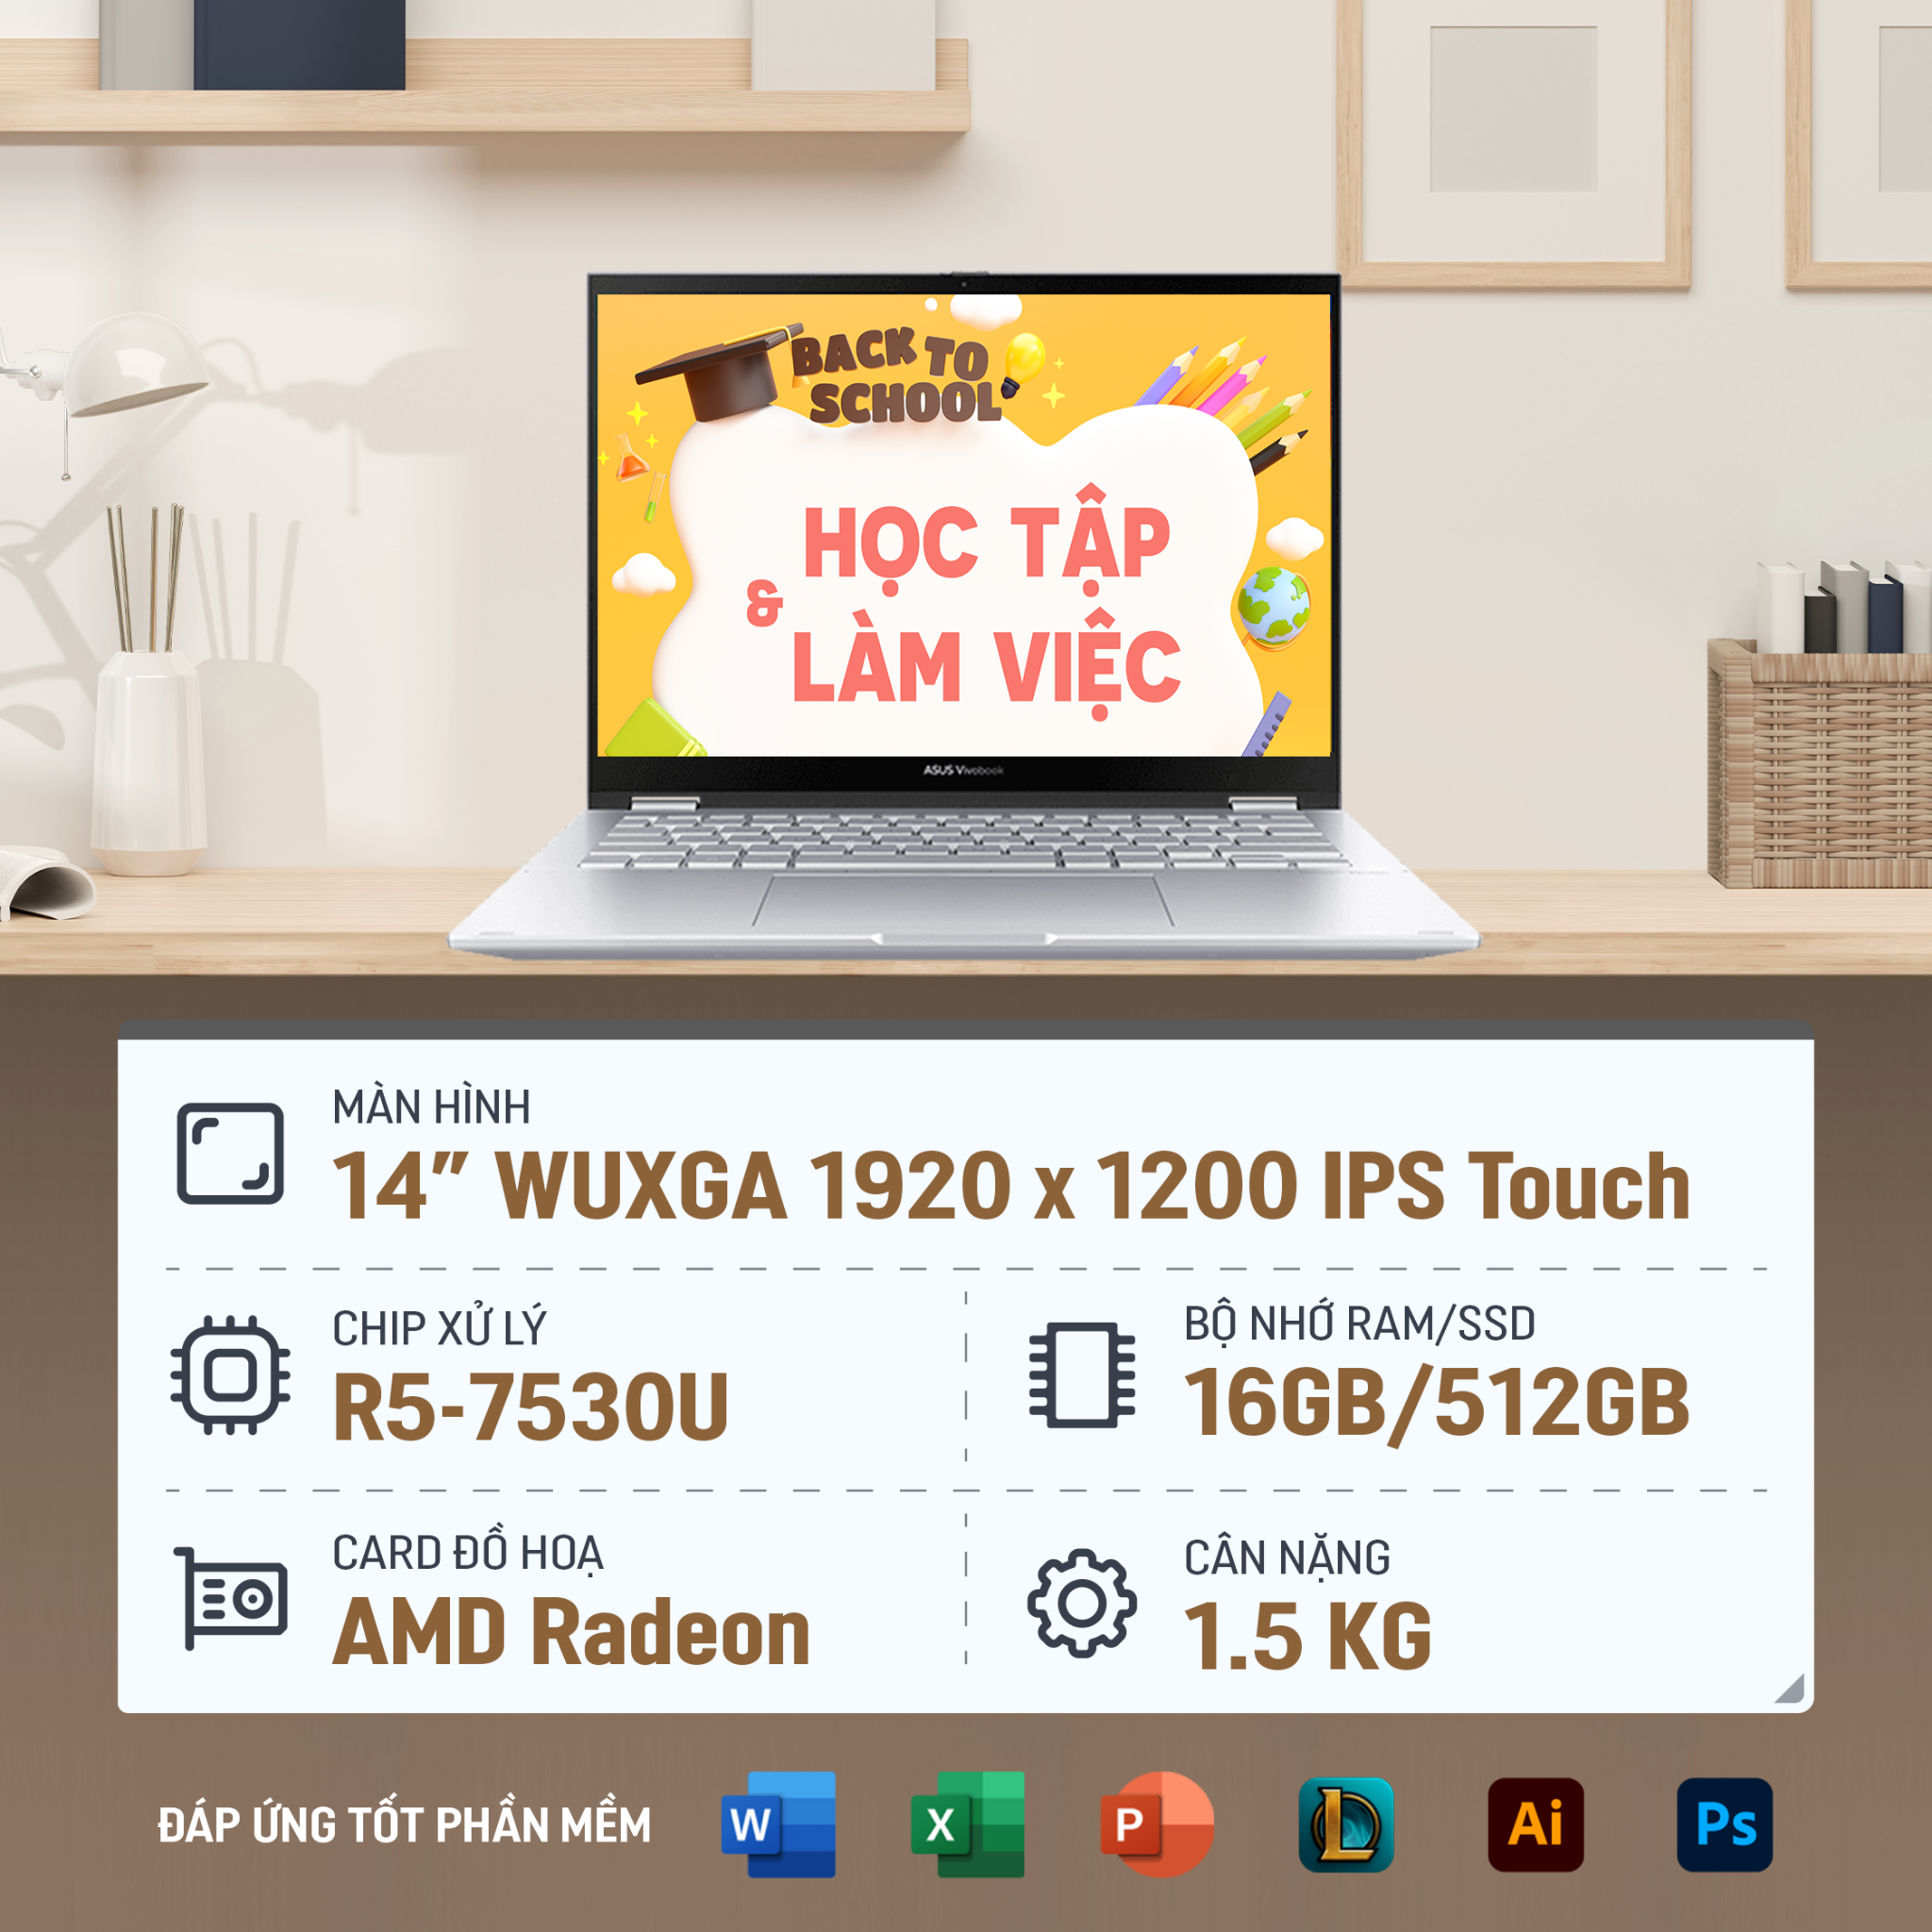 BACK TO
SCHOOL
HỌC TẬP
&
LÀM VIỆC
ASUS Vivobook
MÀN HÌNH
14” WUXGA 1920 x 1200 IPS Touch
CHIP XỬ LÝ
R5-7530U
BỘ NHỚ RAM/SSD
16GB/512GB
CARD ĐỒ HOẠ
AMD Radeon
CÂN NẶNG
1.5 KG
ĐÁP ỨNG TỐT PHẦN MỀM
W
X
P
L
Ai
Ps